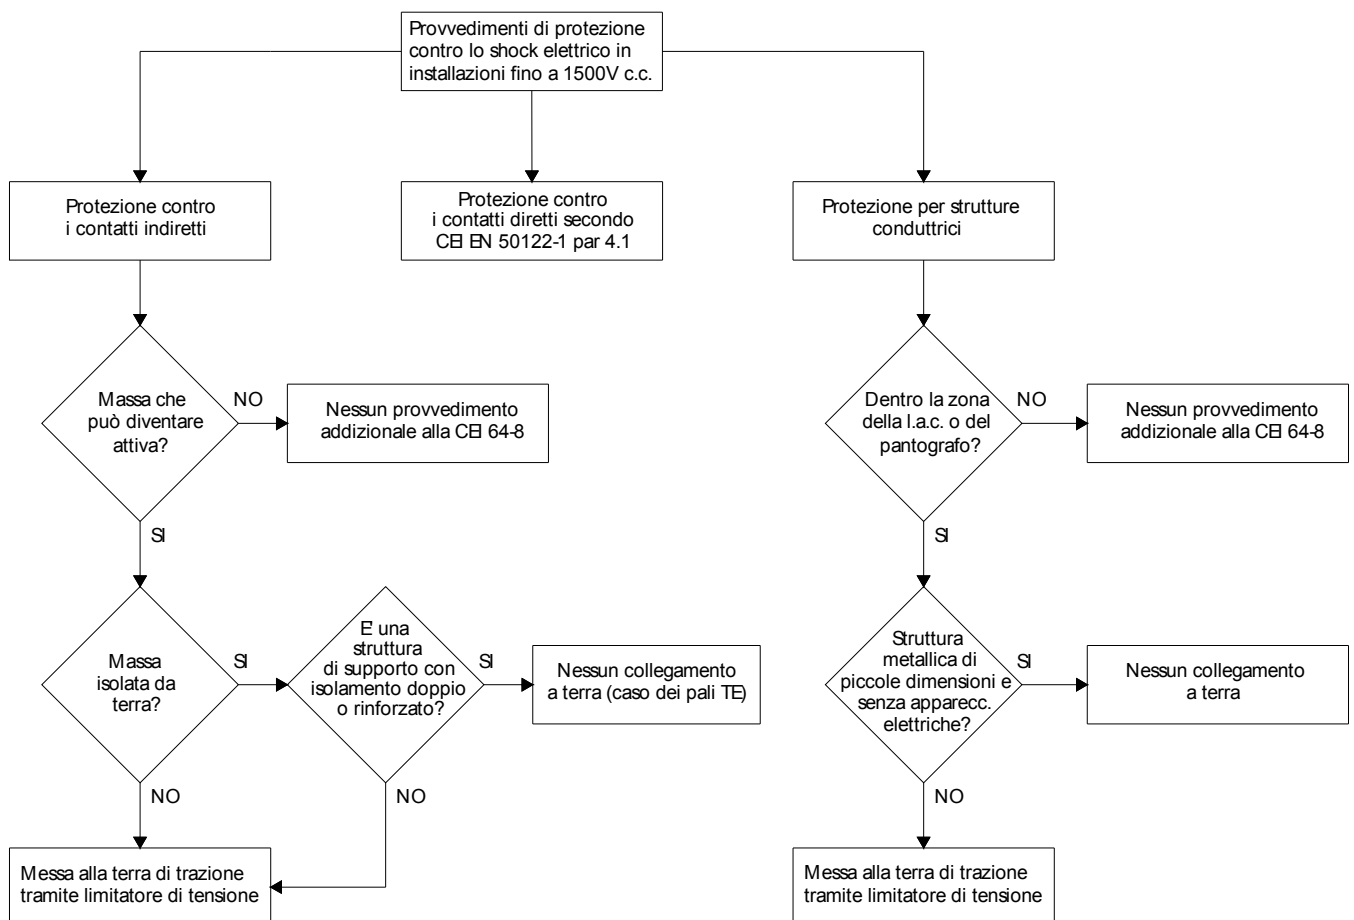 Provvedimenti di protezione
contro lo shock elettrico in
installazioni fino a 1500V c.c.
Protezione contro
i contatti indiretti
Protezione contro
i contatti diretti secondo
CEI EN 50122-1 par 4.1
Protezione per strutture
conduttrici
Massa che
può diventare
attiva?
NO
Nessun provvedimento
addizionale alla CEI 64-8
SI
Dentro la zona
della l.a.c. o del
pantografo?
NO
Nessun provvedimento
addizionale alla CEI 64-8
SI
Massa
isolata da
terra?
SI
E una
struttura
di supporto con
isolamento doppio
o rinforzato?
SI
Nessun collegamento
a terra (caso dei pali TE)
NO
NO
Messa alla terra di trazione
tramite limitatore di tensione
Struttura
metallica di
piccole dimensioni e
senza apparecc.
elettriche?
SI
Nessun collegamento
a terra
NO
Messa alla terra di trazione
tramite limitatore di tensione